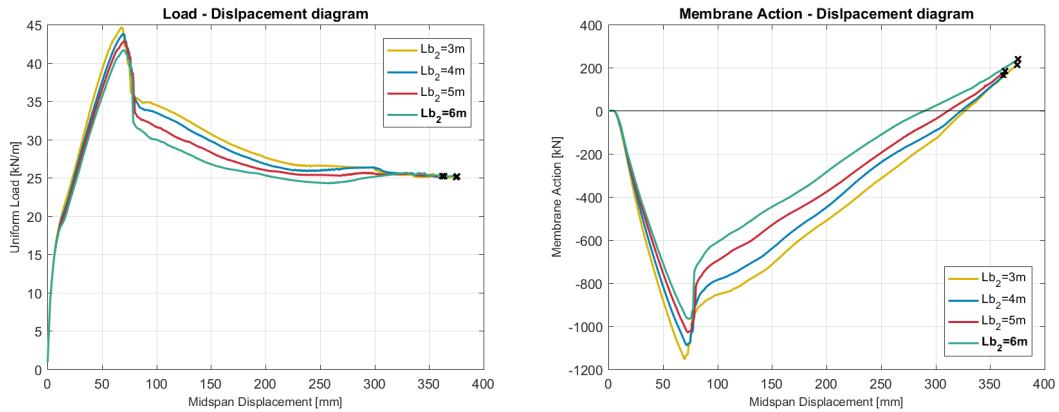 Load - Dislpacement diagram
45
40
35
30
25
20
15
10
5
0
Uniform Load [kN/m]
0 50 100 150 200 250 300 350 400
Midspan Displacement [mm]
Lb2=3m
Lb2=4m
Lb2=5m
Lb2=6m
Membrane Action - Dislpacement diagram
400
200
0
-200
-400
-600
-800
-1000
-1200
Membrane Action [kN]
0 50 100 150 200 250 300 350 400
Midspan Displacement [mm]
Lb2=3m
Lb2=4m
Lb2=5m
Lb2=6m